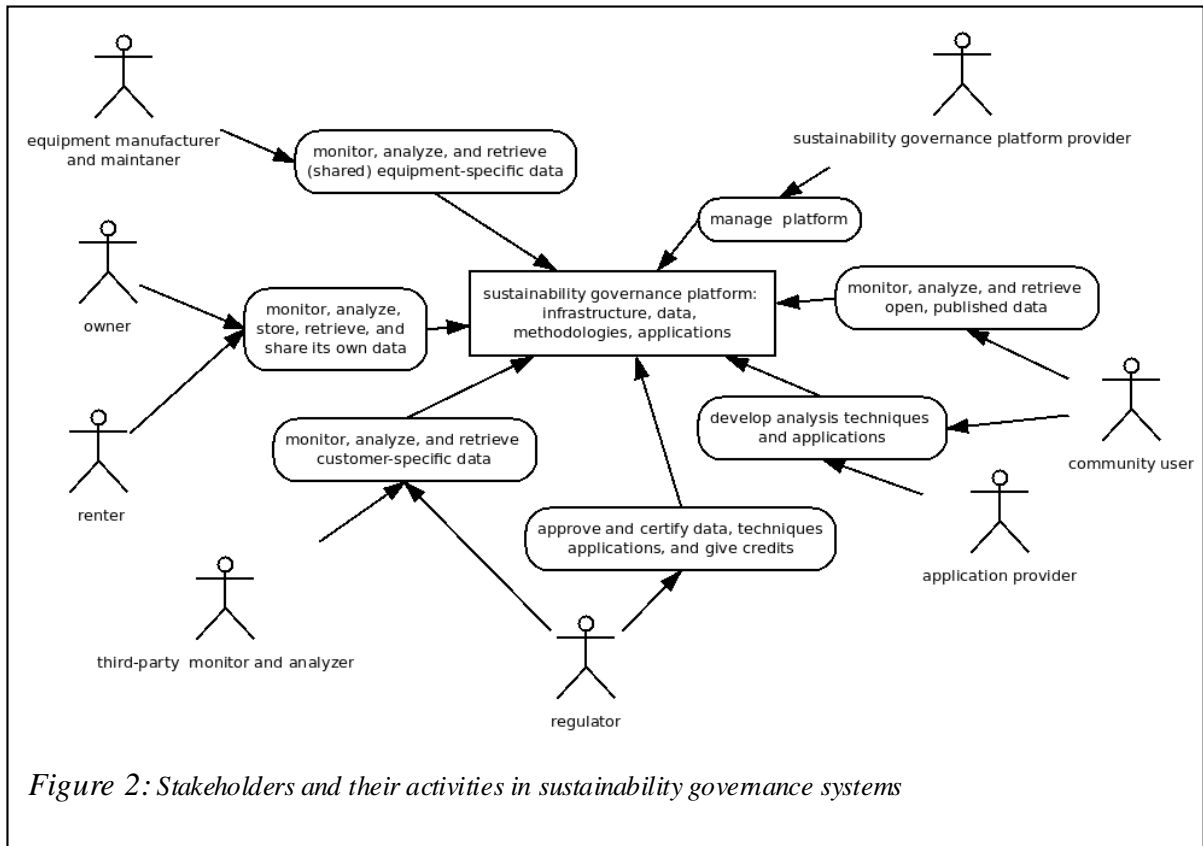 equipment manufacturer
and maintaner
sustainability governance platform provider
monitor, analyze, and retrieve
(shared) equipment-specific data
manage platform
owner
monitor, analyze,
store, retrieve, and
share its own data
sustainability governance platform:
infrastructure, data,
methodologies, applications
monitor, analyze, and retrieve
open, published data
renter
monitor, analyze, and retrieve
customer-specific data
develop analysis techniques
and applications
community user
approve and certify data, techniques
applications, and give credits
application provider
third-party monitor and analyzer
regulator
Figure 2: Stakeholders and their activities in sustainability governance systems